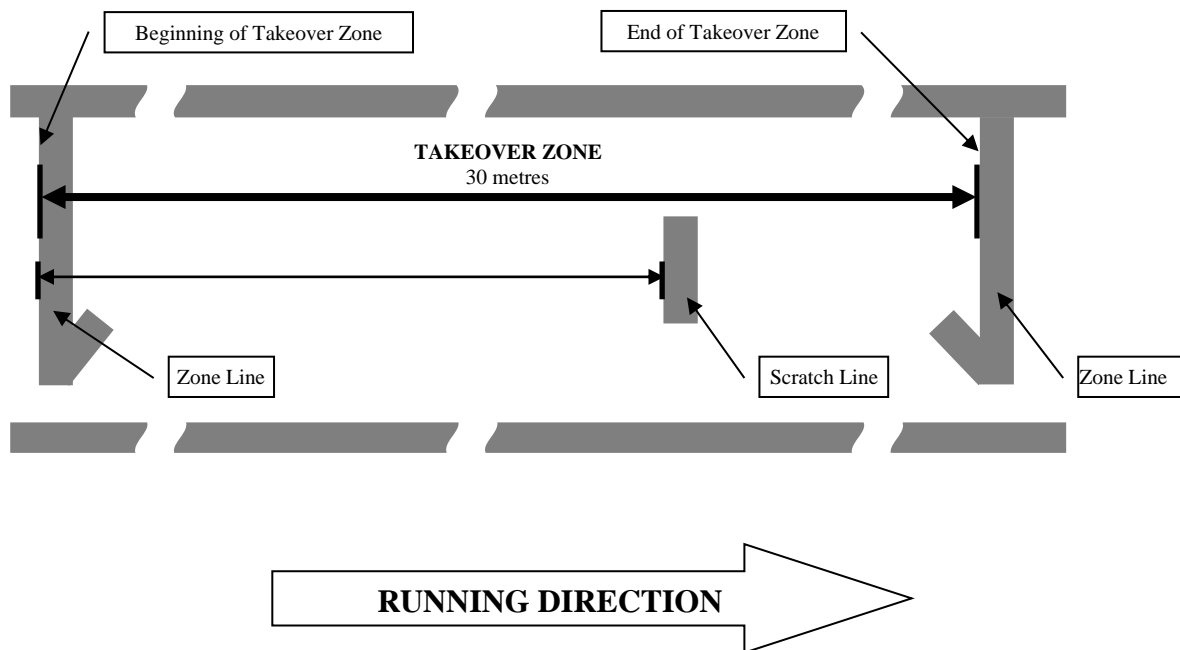 Beginning of Takeover Zone
End of Takeover Zone
TAKEOVER ZONE
30 metres
Zone Line
Scratch Line
Zone Line
RUNNING DIRECTION